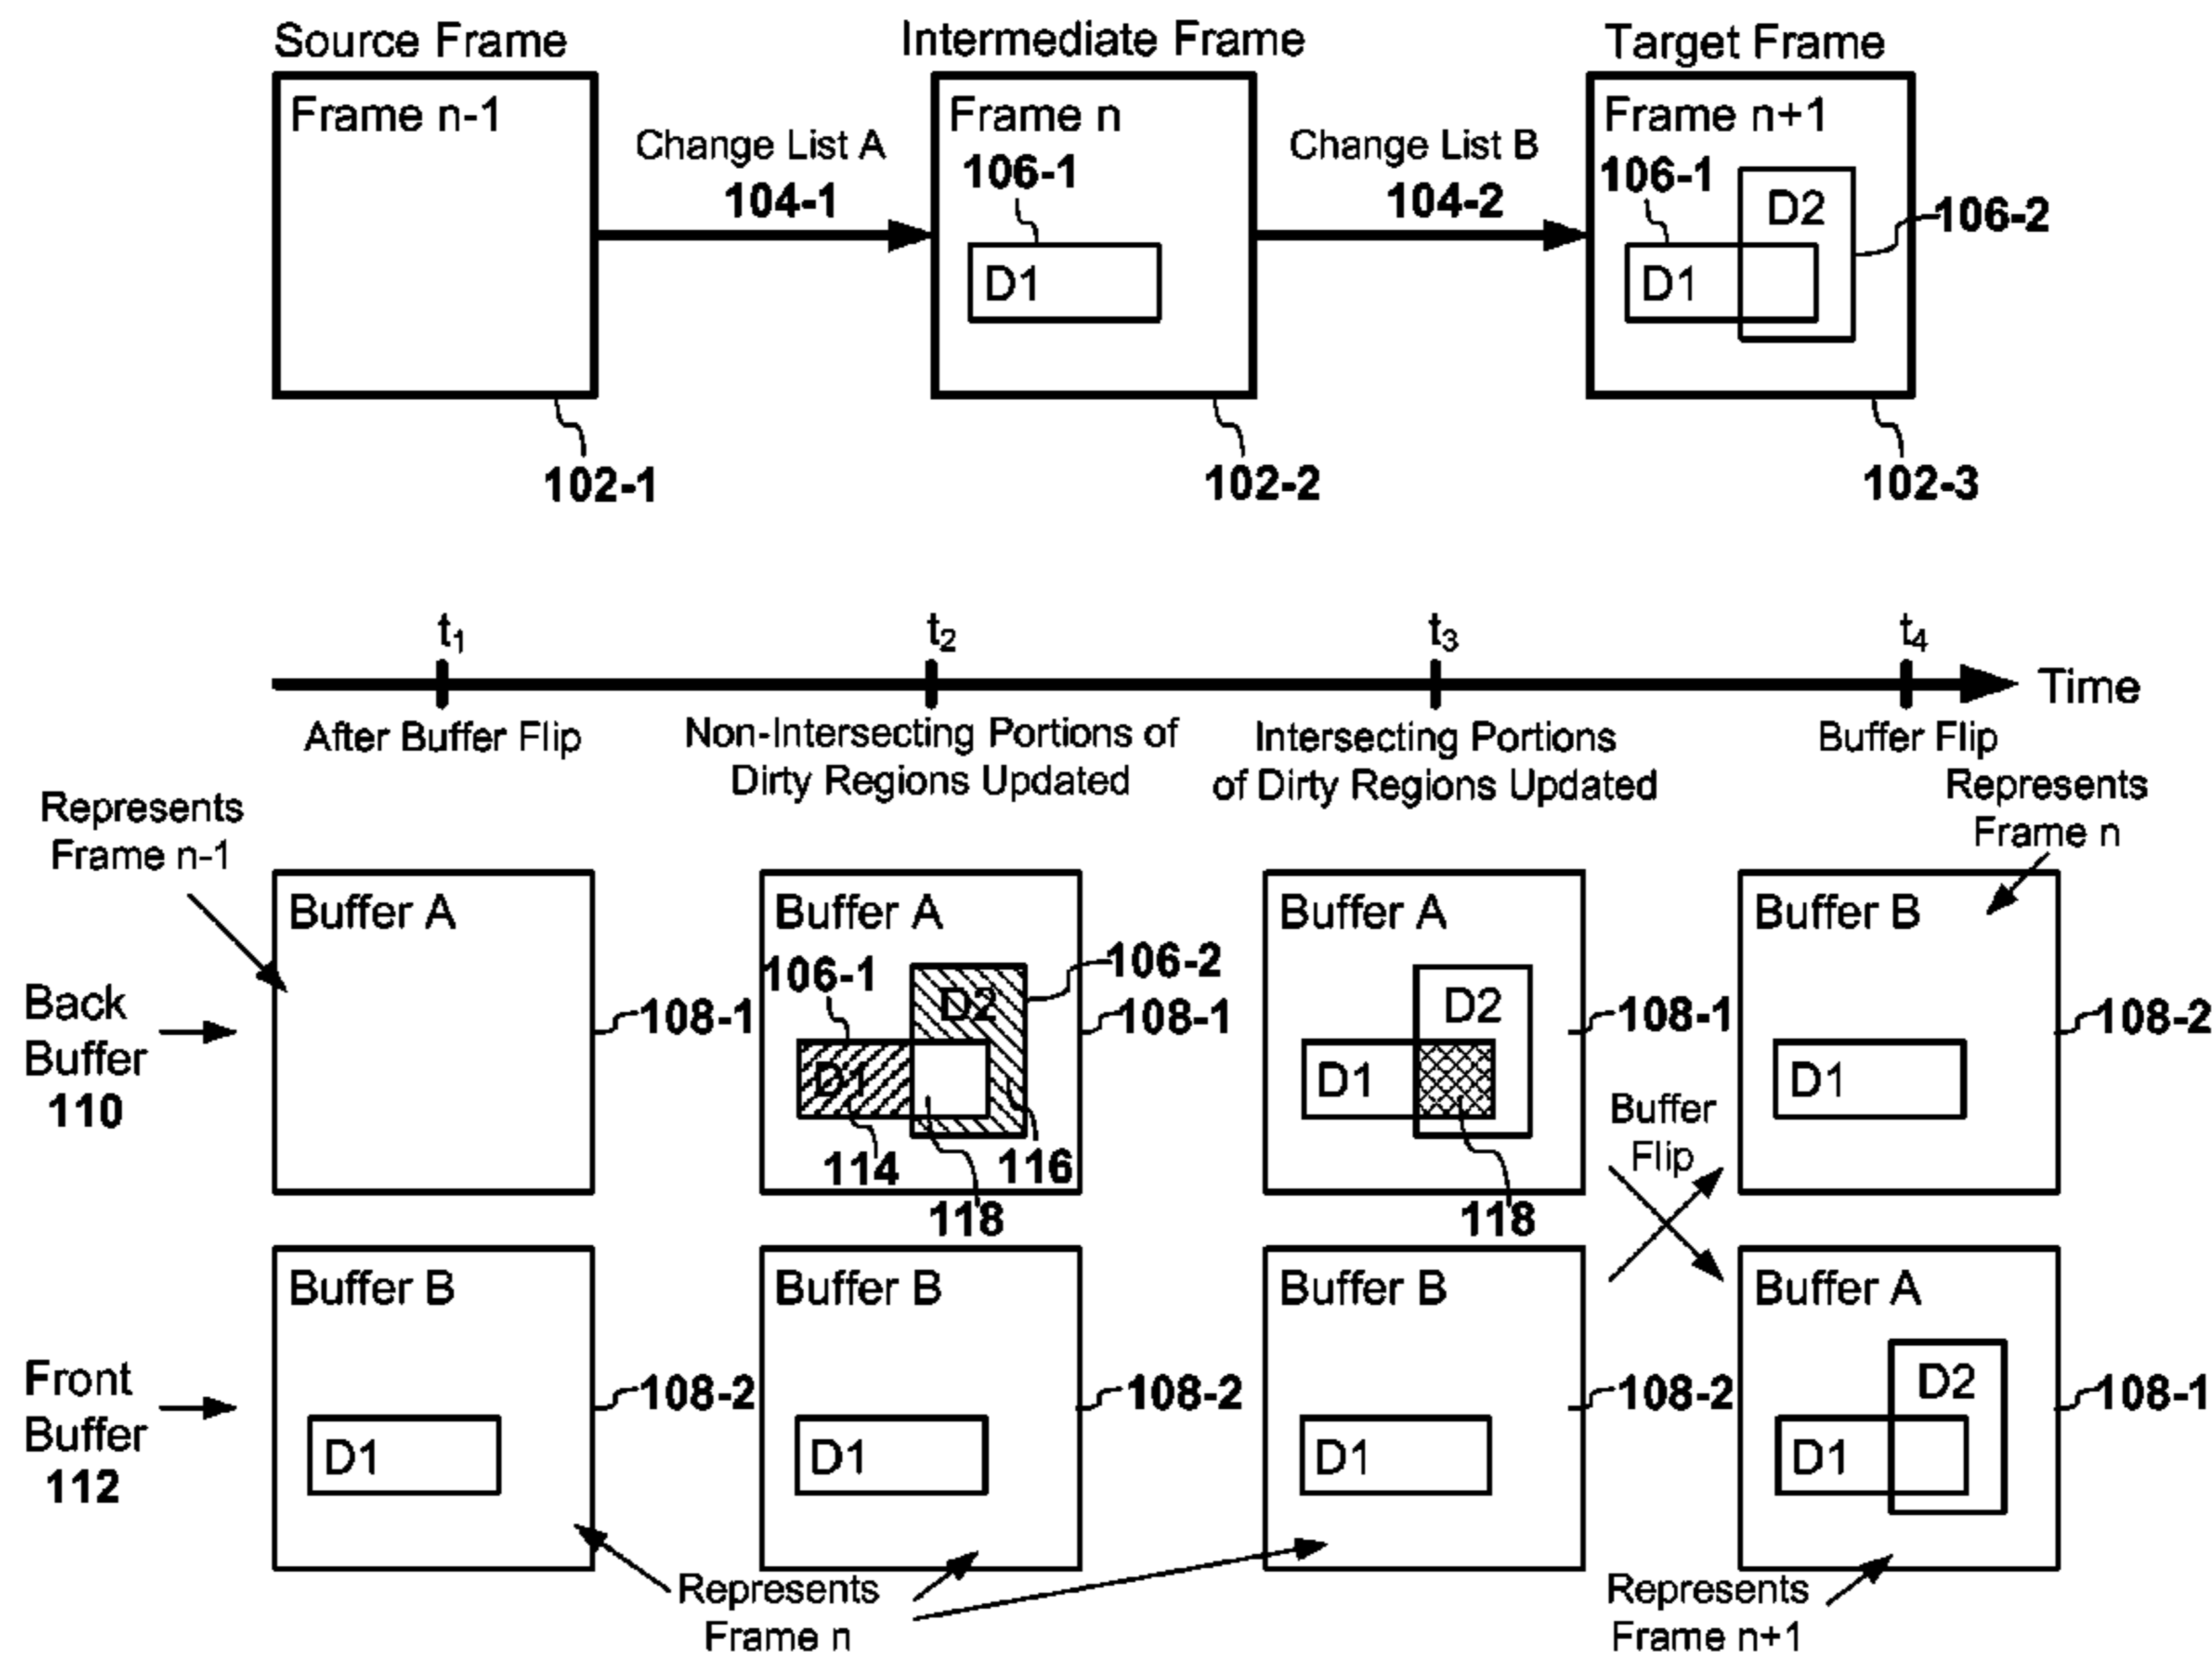 Source Frame
Intermediate Frame
Target Frame
Frame n-1
Frame n
Frame n+1
Change List A
104-1
Change List B
104-2
106-1
D1
106-1
D2
106-2
D1
102-1
102-2
102-3
t1
t2
t3
t4
Time
After Buffer Flip
Non-Intersecting Portions of
Dirty Regions Updated
Intersecting Portions
of Dirty Regions Updated
Buffer Flip
Represents
Frame n-1
Represents
Frame n
Back
Buffer
110
Buffer A
108-1
Buffer A
106-1
D2
106-2
108-1
D1
114
116
118
Buffer A
D2
108-1
D1
118
Buffer
Flip
Buffer B
108-2
D1
Front
Buffer
112
Buffer B
108-2
D1
Buffer B
108-2
D1
Buffer B
108-2
D1
Buffer A
D2
108-1
D1
Represents
Frame n
Represents
Frame n+1